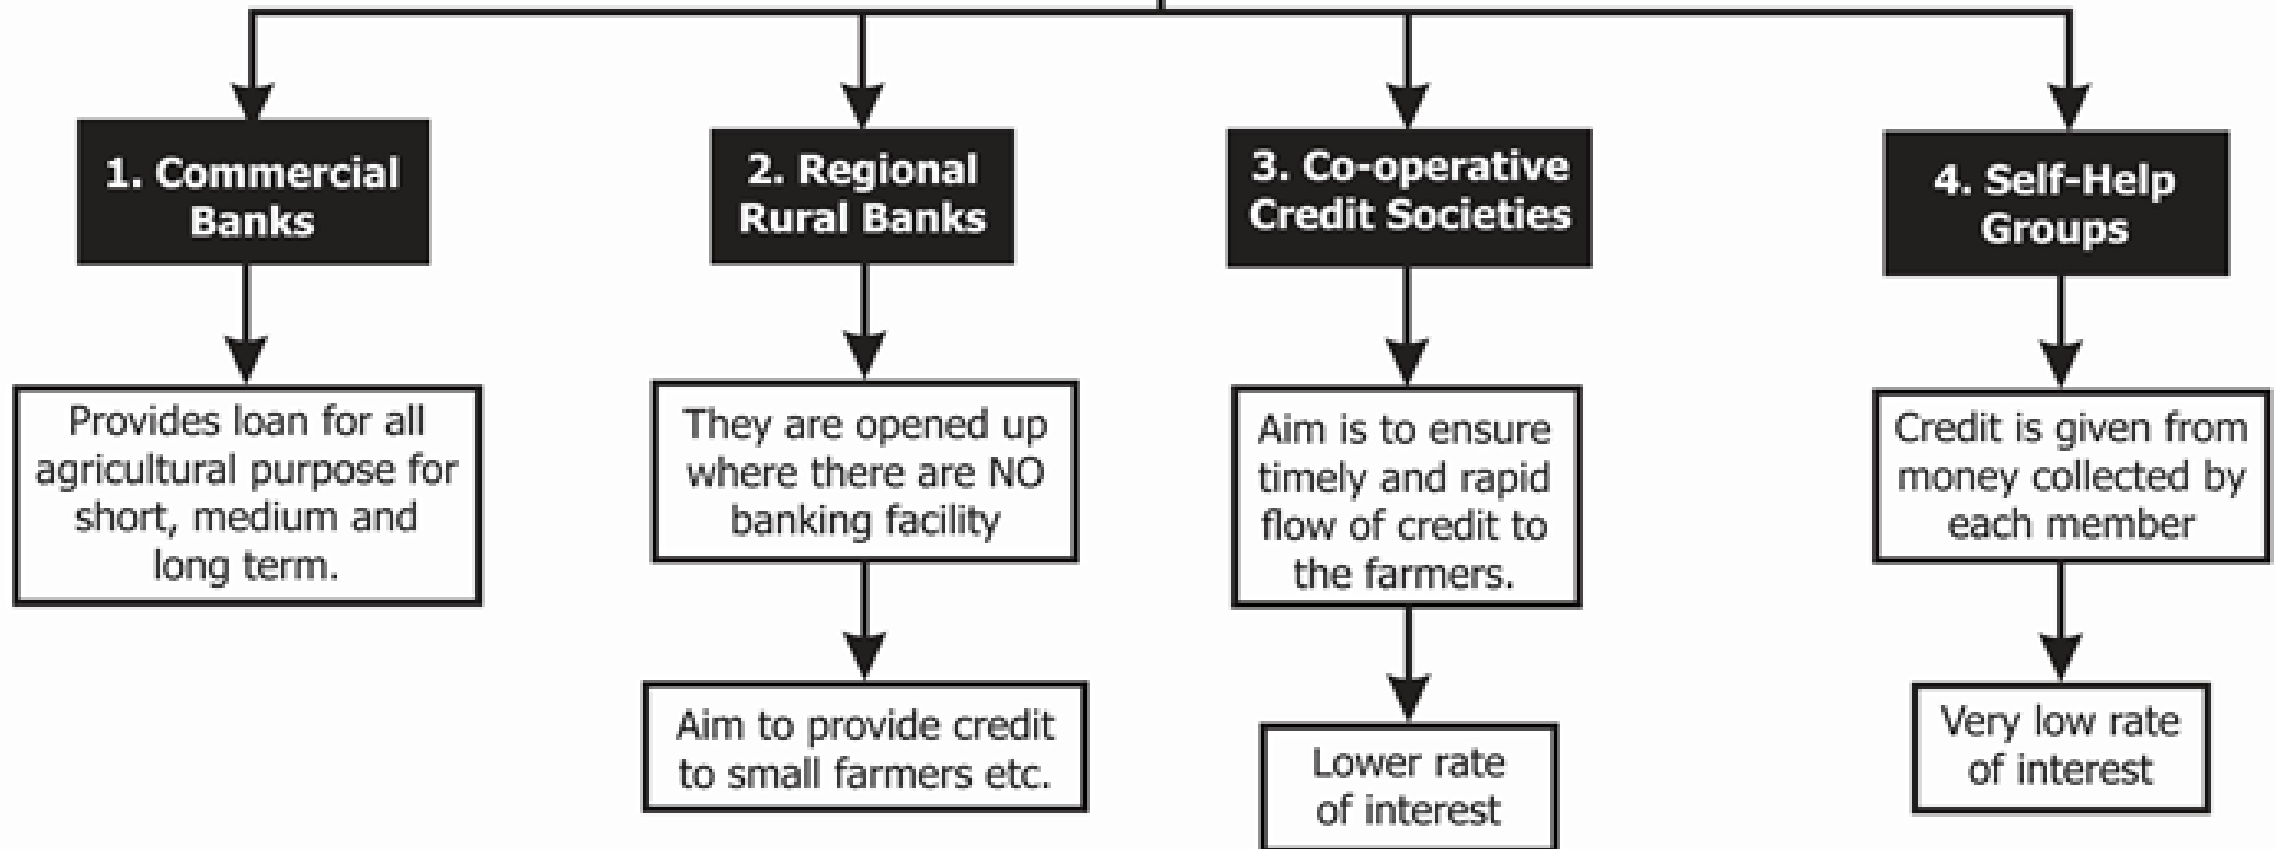 1. Commercial
Banks
Provides loan for all
agricultural purpose for
short, medium and
long term.
2. Regional
Rural Banks
They are opened up
where there are NO
banking facility
Aim to provide credit
to small farmers etc.
3. Co-operative
Credit Societies
Aim is to ensure
timely and rapid
flow of credit to
the farmers.
Lower rate
of interest
4. Self-Help
Groups
Credit is given from
money collected by
each member
Very low rate
of interest